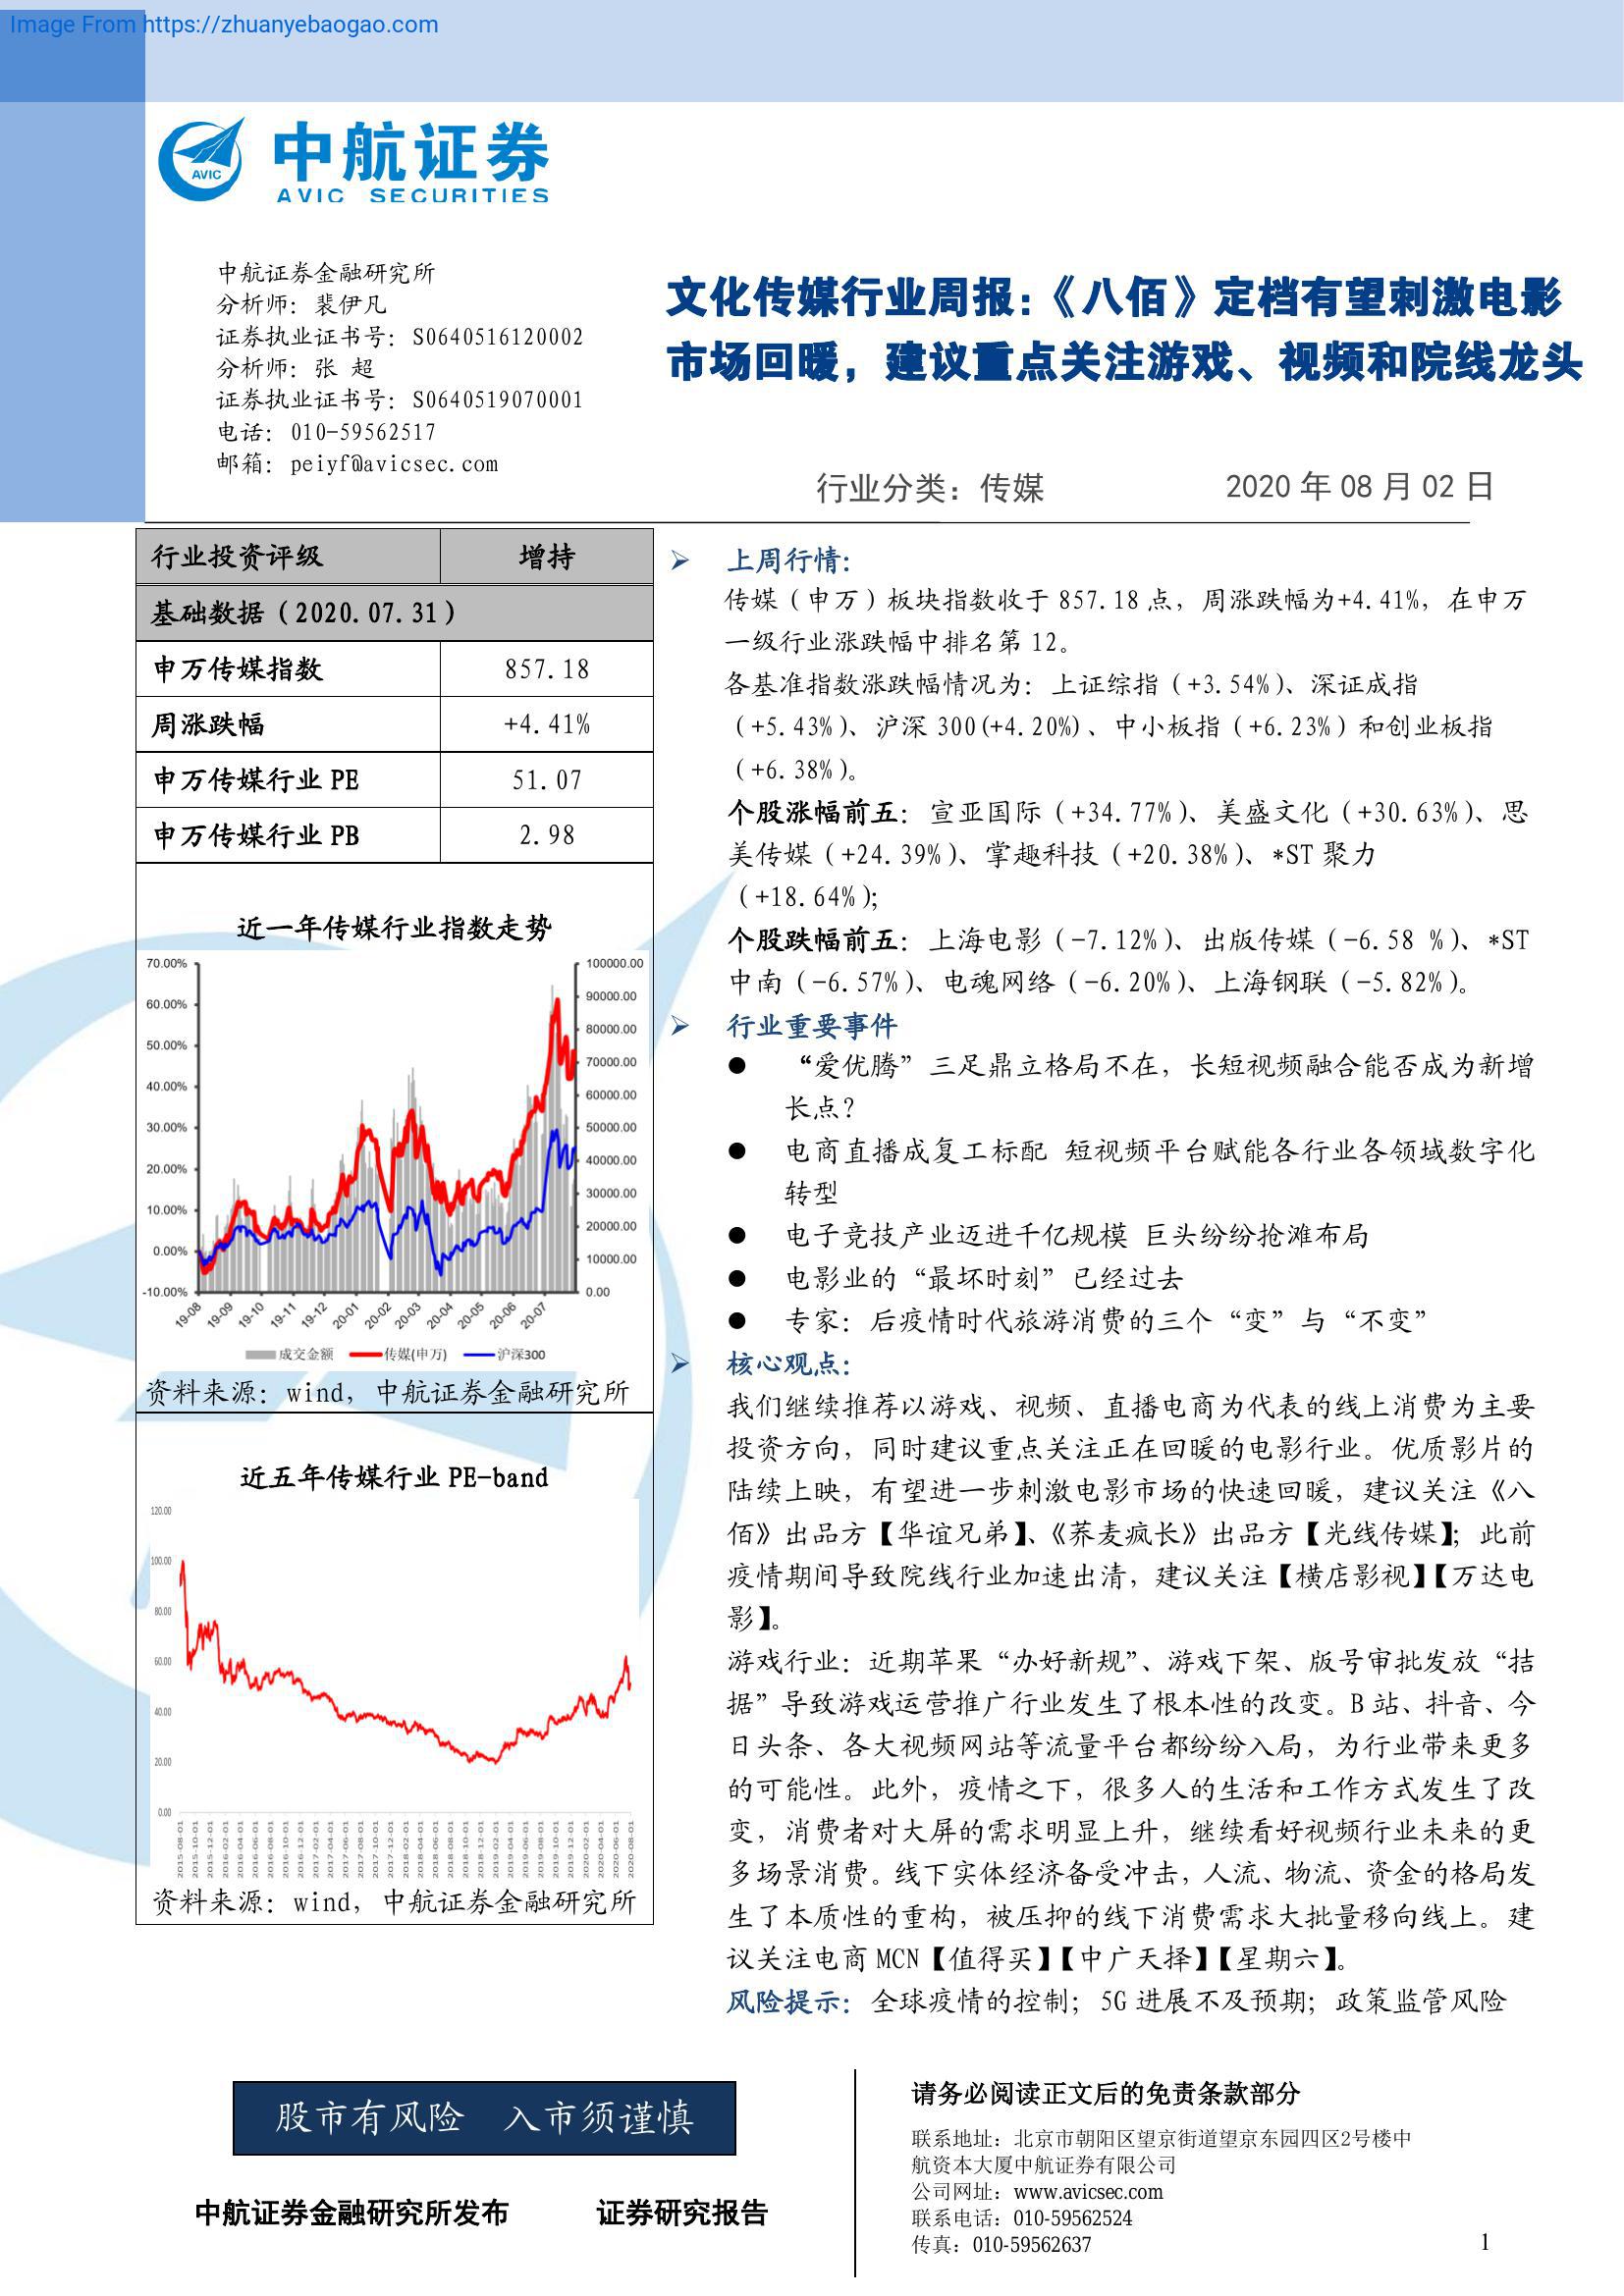 Image From https://zhuanyebaogao.com
中航证券
AVIC
AVIC SECURITIES
中航证券金融研究所
分析师：裴伊凡
证券执业证书号：S0640516120002
分析师：张 超
证券执业证书号：S0640519070001
电话：010-59562517
邮箱：peiyf@avicsec.com
文化传媒行业周报：《八佰》定档有望刺激电影
市场回暖，建议重点关注游戏、视频和院线龙头
行业分类：传媒 2020 年 08 月 02 日
行业投资评级 增持
基础数据（2020.07.31）
申万传媒指数 857.18
周涨跌幅 +4.41%
申万传媒行业 PE 51.07
申万传媒行业 PB 2.98
近一年传媒行业指数走势
70.00%
60.00%
50.00%
40.00%
30.00%
20.00%
10.00%
0.00%
-10.00%
100000.00
90000.00
80000.00
70000.00
60000.00
50000.00
40000.00
30000.00
20000.00
10000.00
0.00
19-08 19-09 19-10 19-11 19-12 20-01 20-02 20-03 20-04 20-05 20-06 20-07
成交金额 传媒(申万) 沪深300
资料来源：wind，中航证券金融研究所
近五年传媒行业 PE-band
120.00
100.00
80.00
60.00
40.00
20.00
0.00
2015-08-01 2015-10-01 2015-12-01 2016-02-01 2016-04-01 2016-06-01 2016-08-01 2016-10-01 2016-12-01 2017-02-01 2017-04-01 2017-06-01 2017-08-01 2017-10-01 2017-12-01 2018-02-01 2018-04-01 2018-06-01 2018-08-01 2018-10-01 2018-12-01 2019-02-01 2019-04-01 2019-06-01 2019-08-01 2019-10-01 2019-12-01 2020-02-01 2020-04-01 2020-06-01 2020-08-01
资料来源：wind，中航证券金融研究所
上周行情：
传媒（申万）板块指数收于 857.18 点，周涨跌幅为+4.41%，在申万
一级行业涨跌幅中排名第 12。
各基准指数涨跌幅情况为：上证综指（+3.54%）、深证成指
（+5.43%）、沪深 300(+4.20%)、中小板指（+6.23%）和创业板指
（+6.38%）。
个股涨幅前五：宣亚国际（+34.77%）、美盛文化（+30.63%）、思
美传媒（+24.39%）、掌趣科技（+20.38%）、*ST 聚力
（+18.64%）；
个股跌幅前五：上海电影（-7.12%）、出版传媒（-6.58 %）、*ST
中南（-6.57%）、电魂网络（-6.20%）、上海钢联（-5.82%）。
行业重要事件
● “爱优腾”三足鼎立格局不在，长短视频融合能否成为新增
长点？
● 电商直播成复工标配 短视频平台赋能各行业各领域数字化
转型
● 电子竞技产业迈进千亿规模 巨头纷纷抢滩布局
● 电影业的“最坏时刻”已经过去
● 专家：后疫情时代旅游消费的三个“变”与“不变”
核心观点：
我们继续推荐以游戏、视频、直播电商为代表的线上消费为主要
投资方向，同时建议重点关注正在回暖的电影行业。优质影片的
陆续上映，有望进一步刺激电影市场的快速回暖，建议关注《八
佰》出品方【华谊兄弟】、《荞麦疯长》出品方【光线传媒】；此前
疫情期间导致院线行业加速出清，建议关注【横店影视】【万达电
影】。
游戏行业：近期苹果“办好新规”、游戏下架、版号审批发放“拮
据”导致游戏运营推广行业发生了根本性的改变。B 站、抖音、今
日头条、各大视频网站等流量平台都纷纷入局，为行业带来更多
的可能性。此外，疫情之下，很多人的生活和工作方式发生了改
变，消费者对大屏的需求明显上升，继续看好视频行业未来的更
多场景消费。线下实体经济备受冲击，人流、物流、资金的格局发
生了本质性的重构，被压抑的线下消费需求大批量移向线上。建
议关注电商 MCN【值得买】【中广天择】【星期六】。
风险提示：全球疫情的控制；5G 进展不及预期；政策监管风险
股市有风险 入市须谨慎
中航证券金融研究所发布 证券研究报告
请务必阅读正文后的免责条款部分
联系地址：北京市朝阳区望京街道望京东园四区2号楼中
航资本大厦中航证券有限公司
公司网址：www.avicsec.com
联系电话：010-59562524
传真：010-59562637
1